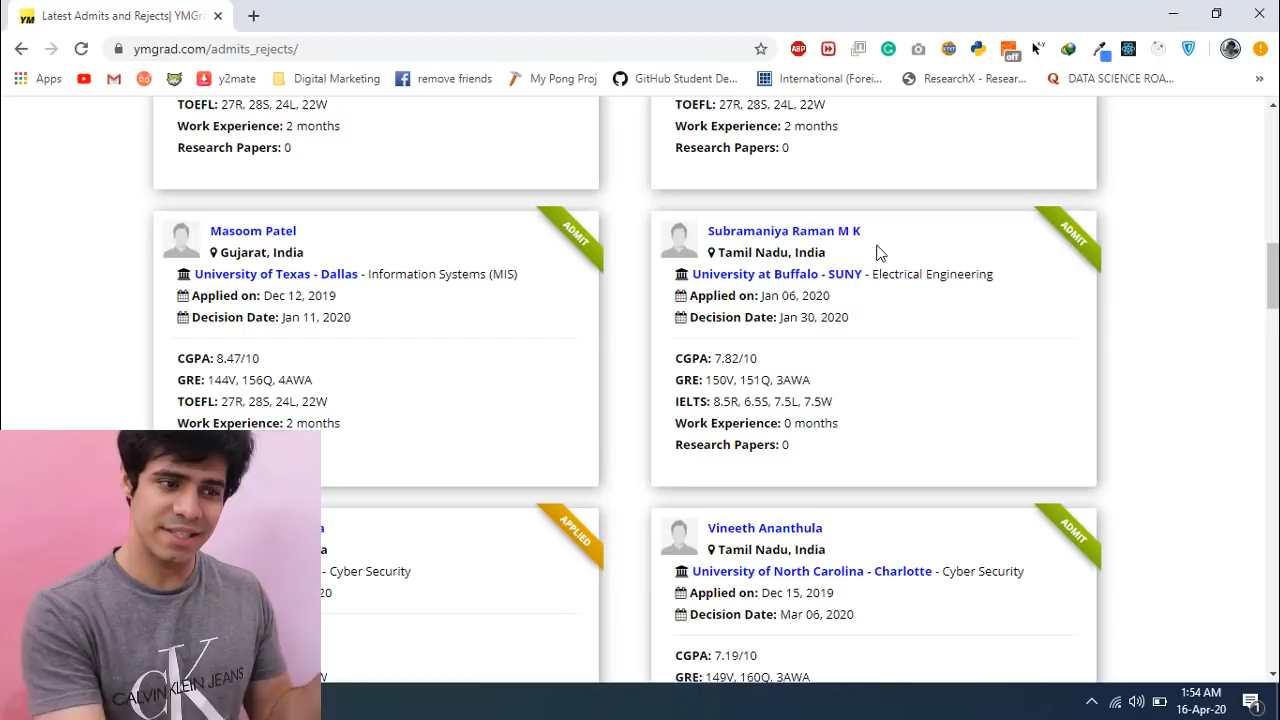 YM Latest Admits and Rejects| YMGr
ymgrad.com/admits_rejects/
ABP
off
Apps
y2mate
Digital Marketing
remove friends
My Pong Proj
GitHub Student De...
International (Forei...
ResearchX - Resear...
DATA SCIENCE ROA...
»
TOEFL: 27R, 28S, 24L, 22W
Work Experience: 2 months
Research Papers: 0
TOEFL: 27R, 28S, 24L, 22W
Work Experience: 2 months
Research Papers: 0
Masoom Patel
ADMIT
Gujarat, India
University of Texas - Dallas - Information Systems (MIS)
Applied on: Dec 12, 2019
Decision Date: Jan 11, 2020
CGPA: 8.47/10
GRE: 144V, 156Q, 4AWA
TOEFL: 27R, 28S, 24L, 22W
Work Experience: 2 months
Subramaniya Raman M K
ADMIT
Tamil Nadu, India
University at Buffalo - SUNY - Electrical Engineering
Applied on: Jan 06, 2020
Decision Date: Jan 30, 2020
CGPA: 7.82/10
GRE: 150V, 151Q, 3AWA
IELTS: 8.5R, 6.5S, 7.5L, 7.5W
Work Experience: 0 months
Research Papers: 0
APPLIED
- Cyber Security
20
Vineeth Ananthula
ADMIT
Tamil Nadu, India
University of North Carolina - Charlotte - Cyber Security
Applied on: Dec 15, 2019
Decision Date: Mar 06, 2020
CGPA: 7.19/10
GRE: 149V, 160Q, 3AWA
CK
CALVIN KLEIN JEANS
1:54 AM
16-Apr-20
1